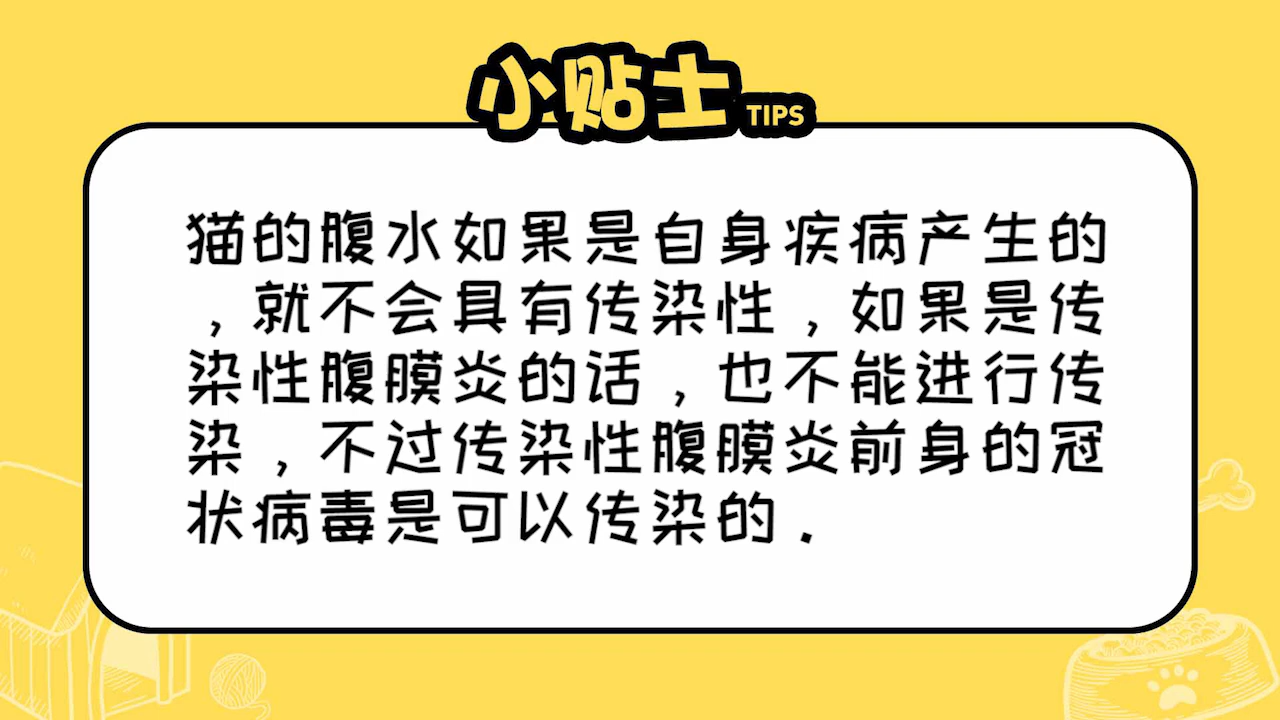 小贴士 TIPS
猫的腹水如果是自身疾病产生的
，就不会具有传染性，如果是传
染性腹膜炎的话，也不能进行传
染，不过传染性腹膜炎前身的冠
状病毒是可以传染的.